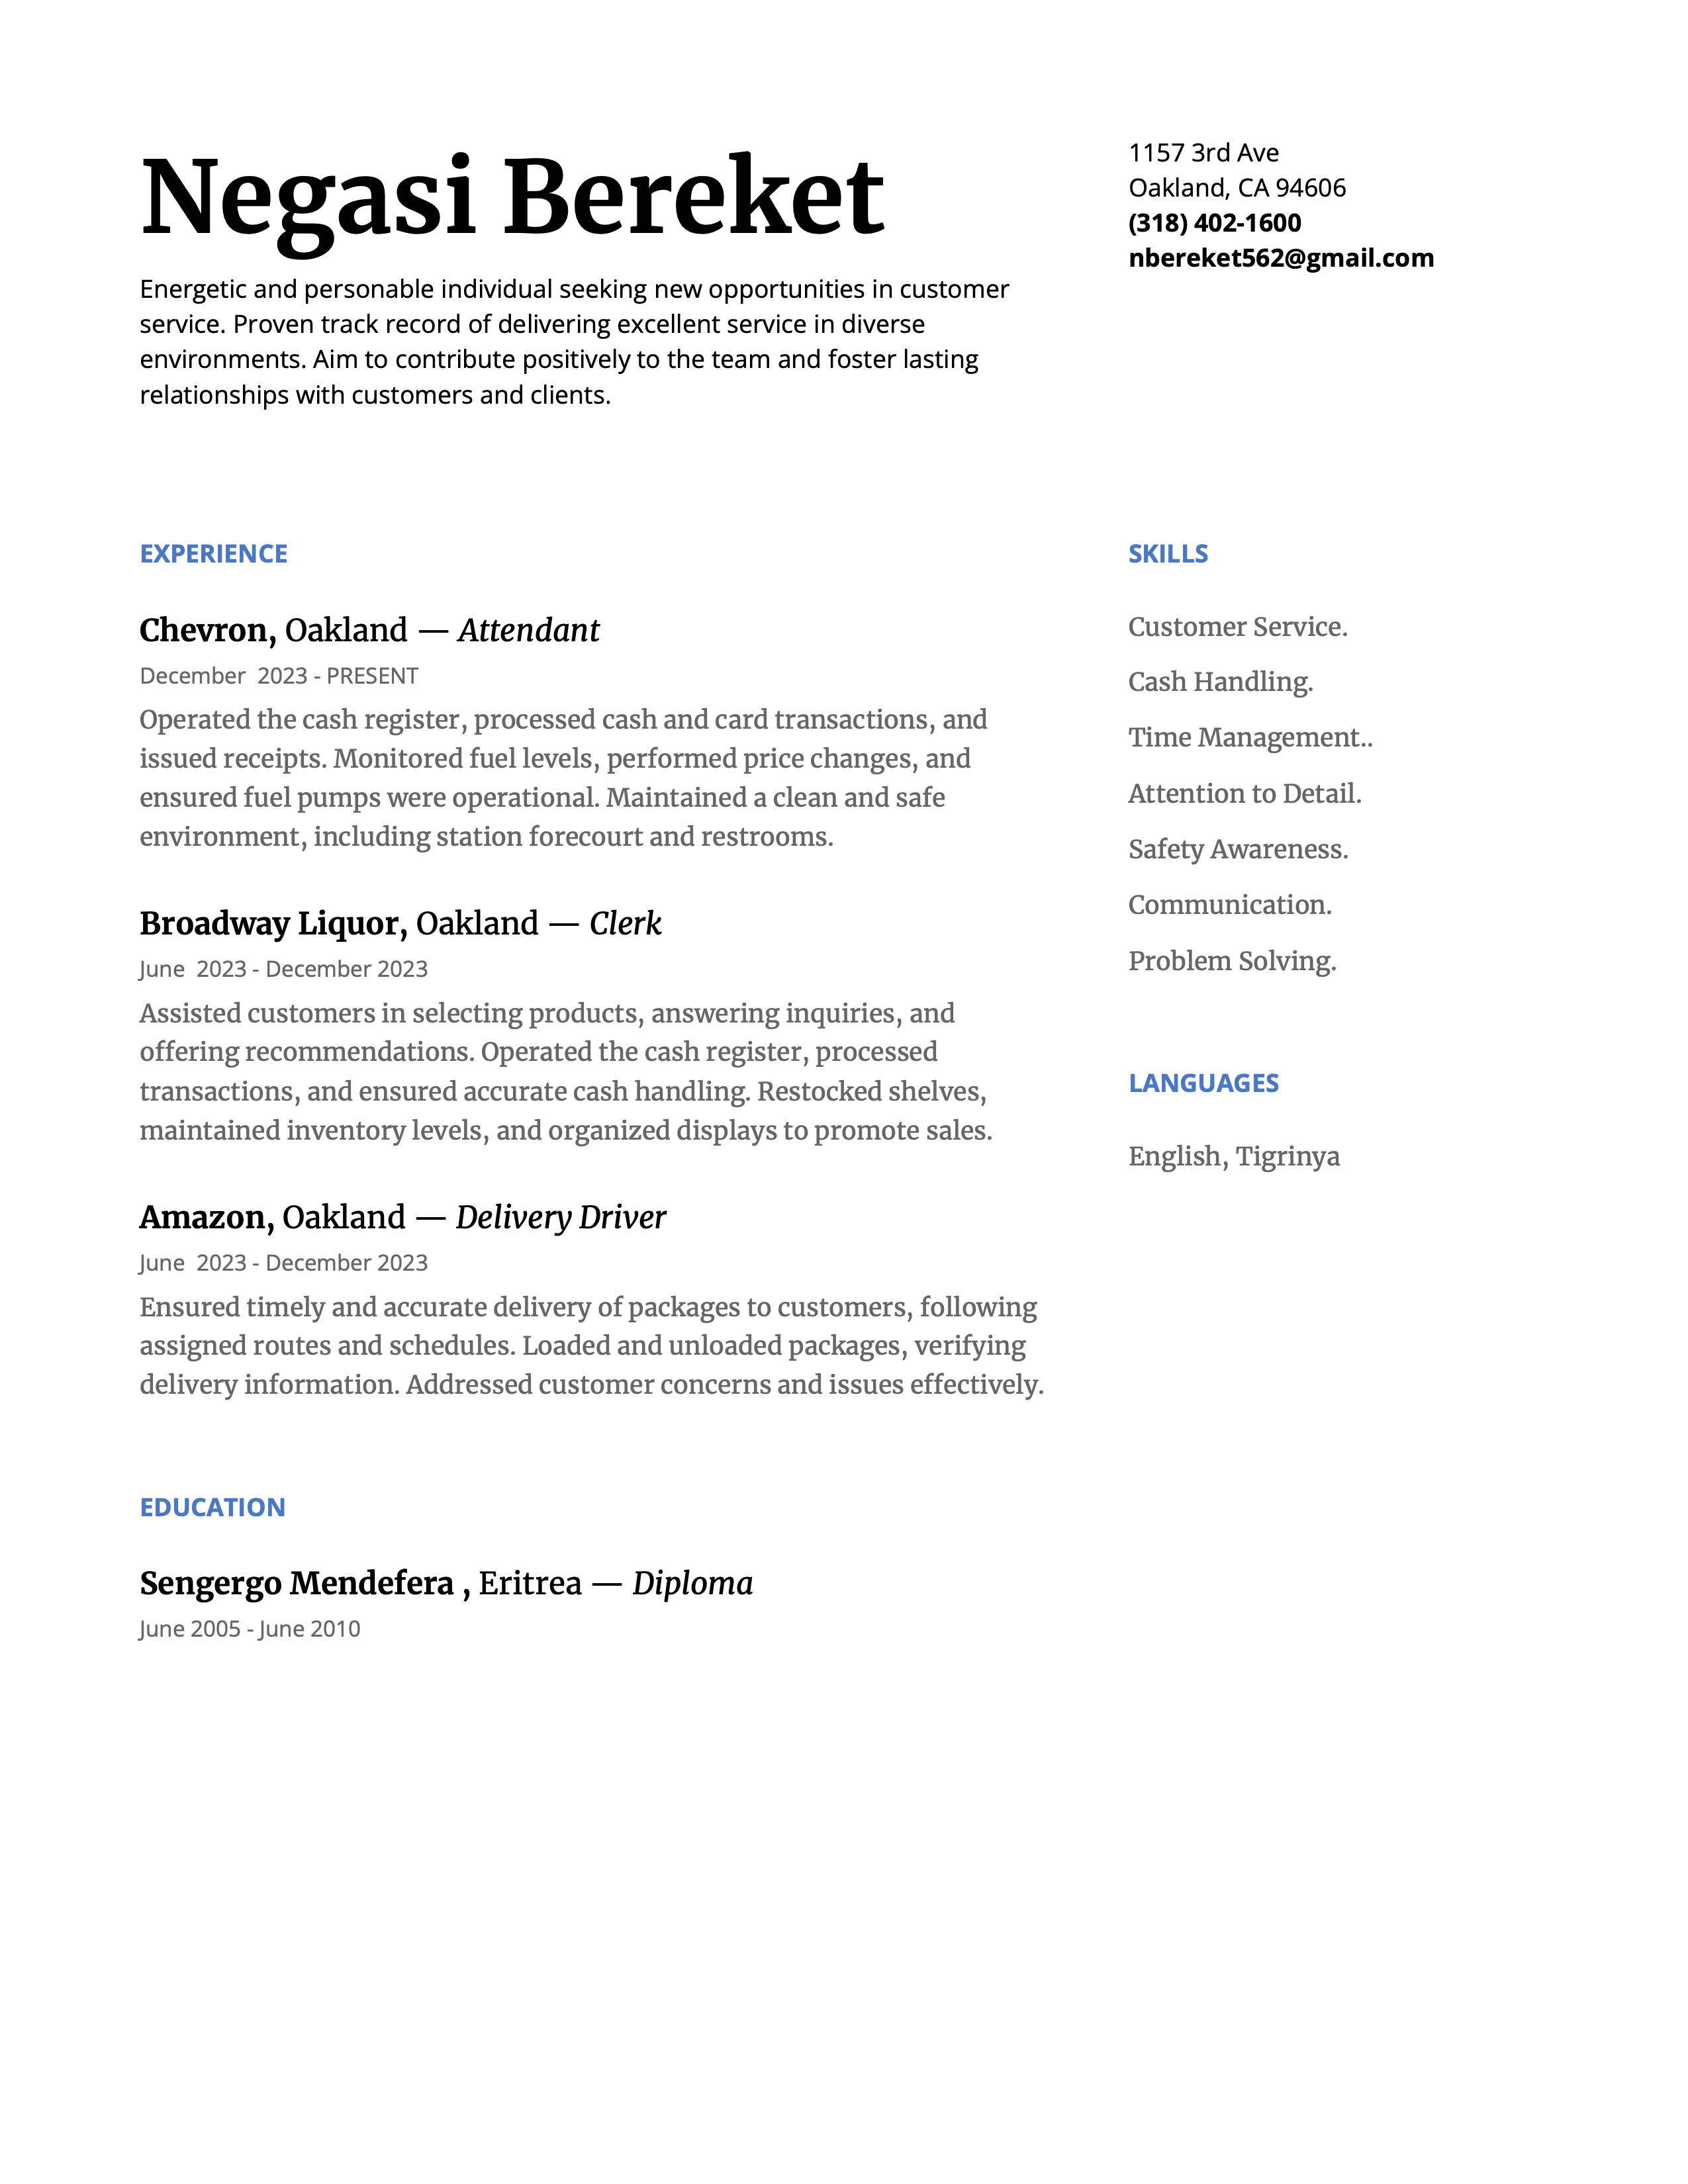 Negasi Bereket
Energetic and personable individual seeking new opportunities in customer
service. Proven track record of delivering excellent service in diverse
environments. Aim to contribute positively to the team and foster lasting
relationships with customers and clients.
1157 3rd Ave
Oakland, CA 94606
(318) 402-1600
nbereket562@gmail.com
EXPERIENCE
Chevron, Oakland — Attendant
December  2023 - PRESENT
Operated the cash register, processed cash and card transactions, and
issued receipts. Monitored fuel levels, performed price changes, and
ensured fuel pumps were operational. Maintained a clean and safe
environment, including station forecourt and restrooms.
Broadway Liquor, Oakland — Clerk
June  2023 - December 2023
Assisted customers in selecting products, answering inquiries, and
offering recommendations. Operated the cash register, processed
transactions, and ensured accurate cash handling. Restocked shelves,
maintained inventory levels, and organized displays to promote sales.
Amazon, Oakland — Delivery Driver
June  2023 - December 2023
Ensured timely and accurate delivery of packages to customers, following
assigned routes and schedules. Loaded and unloaded packages, verifying
delivery information. Addressed customer concerns and issues effectively.
EDUCATION
Sengergo Mendefera , Eritrea — Diploma
June 2005 - June 2010
SKILLS
Customer Service.
Cash Handling.
Time Management..
Attention to Detail.
Safety Awareness.
Communication.
Problem Solving.
LANGUAGES
English, Tigrinya